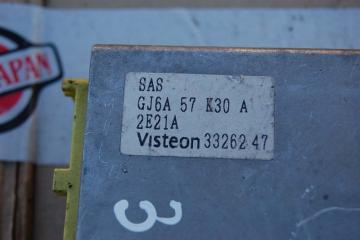 JAPAN
SAS
GJ6A 57 K30 A
2E21A
Visteon 33262 47
3